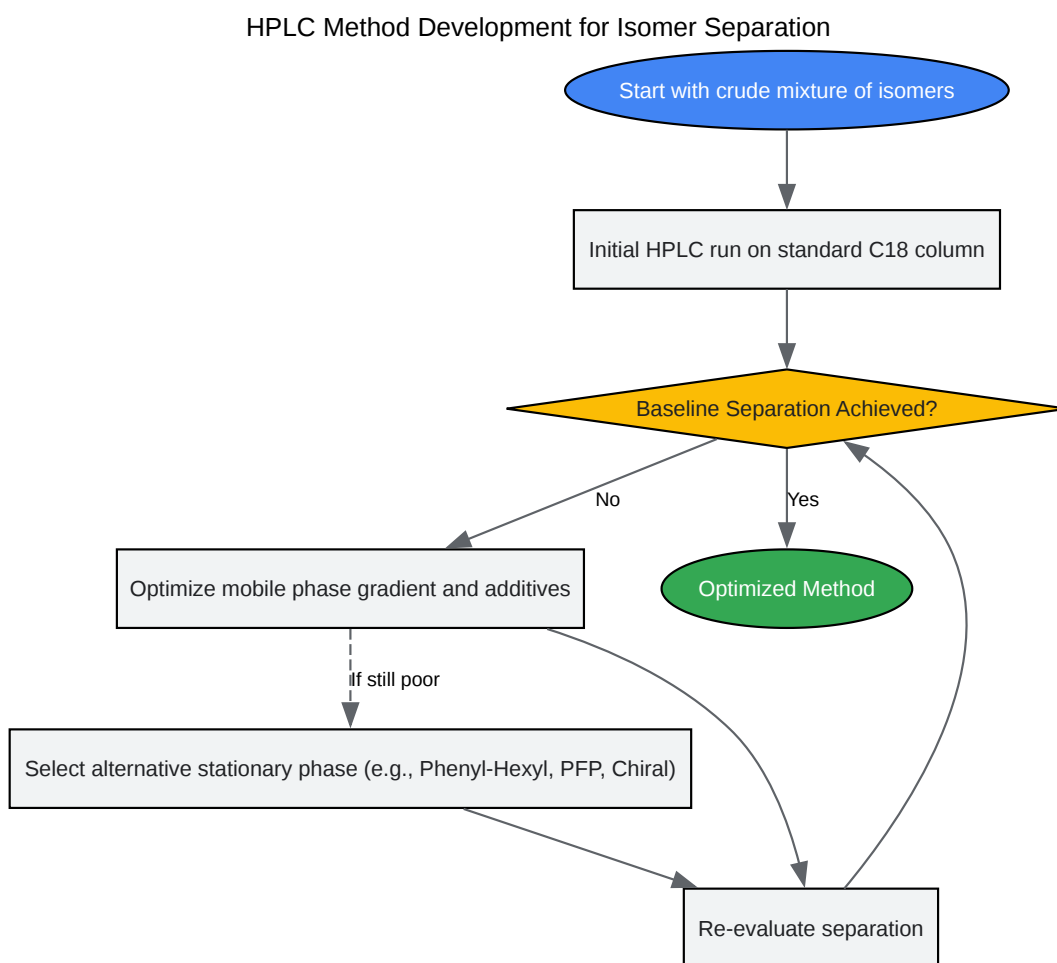 HPLC Method Development for Isomer Separation
Start with crude mixture of isomers
Initial HPLC run on standard C18 column
Baseline Separation Achieved?
No
Yes
Optimize mobile phase gradient and additives
Optimized Method
If still poor
Select alternative stationary phase (e.g., Phenyl-Hexyl, PFP, Chiral)
Re-evaluate separation